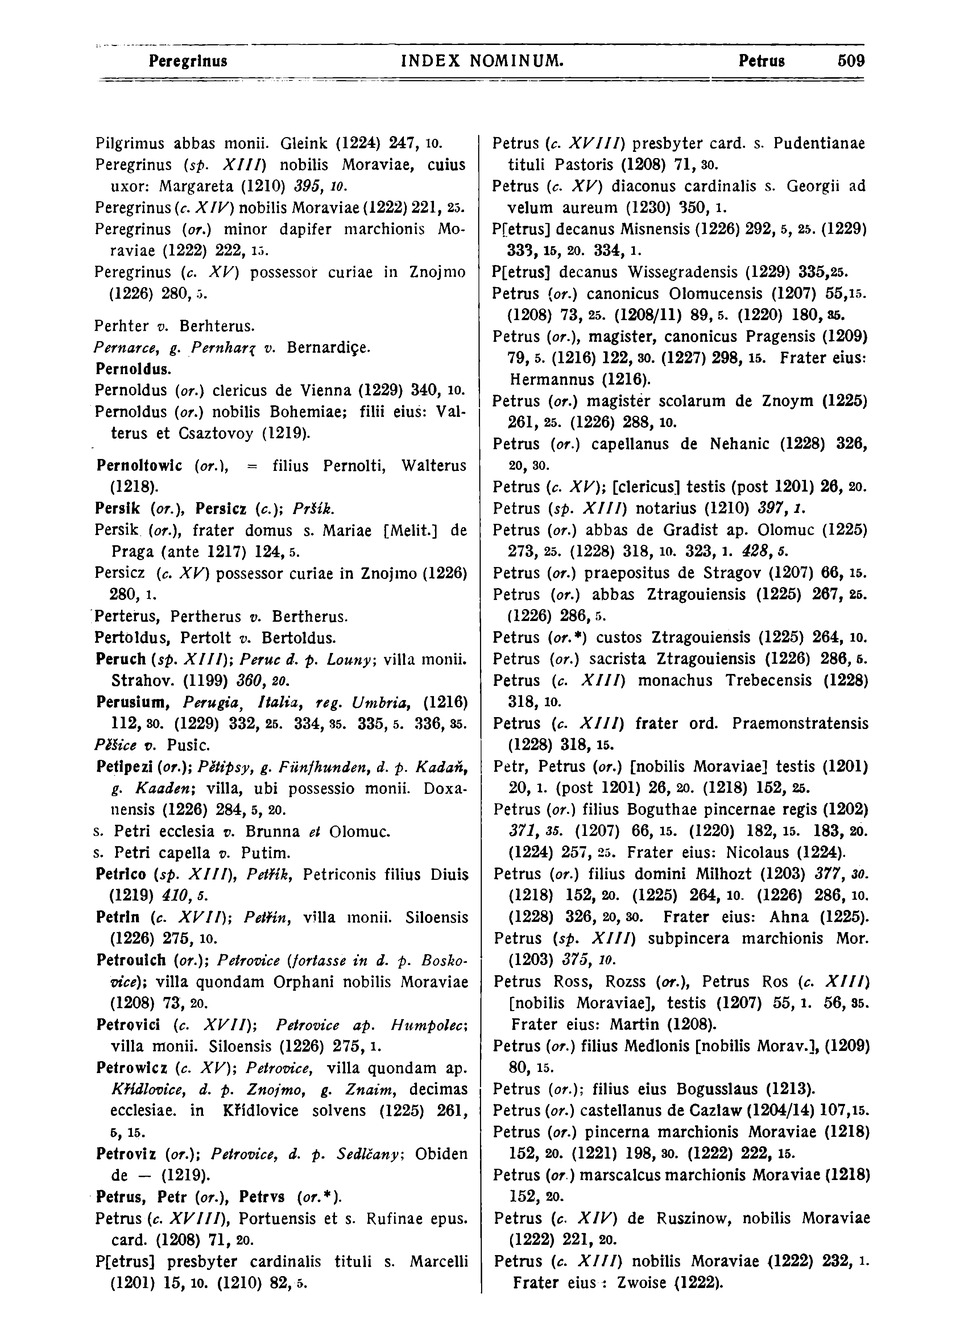 Peregrinus INDEX NOMINUM. Petrus 509
Pilgrimus abbas monii. Gleink (1224) 247, 10.
Peregrinus (sp. XIII) nobilis Moraviae, cuius
uxor: Margareta (1210) 395, 10.
Peregrinus (c. XIV) nobilis Moraviae (1222) 221, 25.
Peregrinus (or.) minor dapifer marchionis Mo-
raviae (1222) 222, 15.
Peregrinus (c. XV) possessor curiae in Znojmo
(1226) 280, 5.
Perhter v. Berhterus.
Pernarce, g. Pernharz v. Bernardiçe.
Pernoldus.
Pernoldus (or.) clericus de Vienna (1229) 340, 10.
Pernoldus (or.) nobilis Bohemiae; filii eius: Val-
terus et Csaztovoy (1219).
Pernoltowic (or.), = filius Pernolti, Walterus
(1218).
Persik (or.), Persicz (c.); Pršík.
Persik (or.), frater domus s. Mariae [Melit.] de
Praga (ante 1217) 124, 5.
Persicz (c. XV) possessor curiae in Znojmo (1226)
280, 1.
Perterus, Pertherus v. Bertherus.
Pertoldus, Pertolt v. Bertoldus.
Peruch (sp. XIII); Peruc d. p. Louny; villa monii.
Strahov. (1199) 360, 20.
Perusium, Perugia, Italia, reg. Umbria, (1216)
112, 30. (1229) 332, 25. 334, 35. 335, 5. 336, 35.
Pěšice v. Pusic.
Petipezi (or.); Pětipsy, g. Fünfhunden, d. p. Kadaň,
g. Kaaden; villa, ubi possessio monii. Doxa-
nensis (1226) 284, 5, 20.
s. Petri ecclesia v. Brunna et Olomuc.
s. Petri capella v. Putim.
Petrico (sp. XIII), Petřík, Petriconis filius Diuis
(1219) 410, 5.
Petrin (c. XVII); Petřín, villa monii. Siloensis
(1226) 275, 10.
Petrouich (or.); Petrovice (fortasse in d. p. Bosko-
vice); villa quondam Orphani nobilis Moraviae
(1208) 73, 20.
Petrovici (c. XVII); Petrovice ap. Humpolec;
villa monii. Siloensis (1226) 275, 1.
Petrowicz (c. XV); Petrovice, villa quondam ap.
Křídlovice, d. p. Znojmo, g. Znaim, decimas
ecclesiae. in Křídlovice solvens (1225) 261,
5, 15.
Petroviz (or.); Petrovice, d. p. Sedlčany; Obiden
de — (1219).
Petrus, Petr (or.), Petrvs (or.*).
Petrus (c. XVIII), Portuensis et s. Rufinae epus.
card. (1208) 71, 20.
P[etrus] presbyter cardinalis tituli s. Marcelli
(1201) 15, 10. (1210) 82, 5.
Petrus (c. XVIII) presbyter card. s. Pudentianae
tituli Pastoris (1208) 71, 30.
Petrus (c. XV) diaconus cardinalis s. Georgii ad
velum aureum (1230) 350, 1.
P[etrus] decanus Misnensis (1226) 292, 5, 25. (1229)
333, 15, 20. 334, 1.
P[etrus] decanus Wissegradensis (1229) 335,25.
Petrus (or.) canonicus Olomucensis (1207) 55,15.
(1208) 73, 25. (1208/11) 89, 5. (1220) 180, 35.
Petrus (or.), magister, canonicus Pragensis (1209)
79, 5. (1216) 122, 30. (1227) 298, 15. Frater eius:
Hermannus (1216).
Petrus (or.) magister scolarum de Znoym (1225)
261, 25. (1226) 288, 10.
Petrus (or.) capellanus de Nehanic (1228) 326,
20, 30.
Petrus (c. XV); [clericus] testis (post 1201) 26, 20.
Petrus (sp. XIII) notarius (1210) 397, 1.
Petrus (or.) abbas de Gradist ap. Olomuc (1225)
273, 25. (1228) 318, 10. 323, 1. 428, 5.
Petrus (or.) praepositus de Stragov (1207) 66, 15.
Petrus (or.) abbas Ztragouiensis (1225) 267, 25.
(1226) 286, 5.
Petrus (or.*) custos Ztragouiensis (1225) 264, 10.
Petrus (or.) sacrista Ztragouiensis (1226) 286, 5.
Petrus (c. XIII) monachus Trebecensis (1228)
318, 10.
Petrus (c. XIII) frater ord. Praemonstratensis
(1228) 318, 15.
Petr, Petrus (or.) [nobilis Moraviae] testis (1201)
20, 1. (post 1201) 26, 20. (1218) 152, 25.
Petrus (or.) filius Boguthae pincernae regis (1202)
371, 35. (1207) 66, 15. (1220) 182, 15. 183, 20.
(1224) 257, 25. Frater eius: Nicolaus (1224).
Petrus (or.) filius domini Milhozt (1203) 377, 30.
(1218) 152, 20. (1225) 264, 10. (1226) 286, 10.
(1228) 326, 20, 30. Frater eius: Ahna (1225).
Petrus (sp. XIII) subpincera marchionis Mor.
(1203) 375, 10.
Petrus Ross, Rozss (or.), Petrus Ros (c. XIII)
[nobilis Moraviae], testis (1207) 55, 1. 56, 35.
Frater eius: Martin (1208).
Petrus (or.) filius Medlonis [nobilis Morav.], (1209)
80, 15.
Petrus (or.); filius eius Bogusslaus (1213).
Petrus (or.) castellanus de Cazlaw (1204/14) 107,15.
Petrus (or.) pincerna marchionis Moraviae (1218)
152, 20. (1221) 198, 30. (1222) 222, 15.
Petrus (or.) marscalcus marchionis Moraviae (1218)
152, 20.
Petrus (c. XIV) de Ruszinow, nobilis Moraviae
(1222) 221, 20.
Petrus (c. XIII) nobilis Moraviae (1222) 232, 1.
Frater eius : Zwoise (1222).